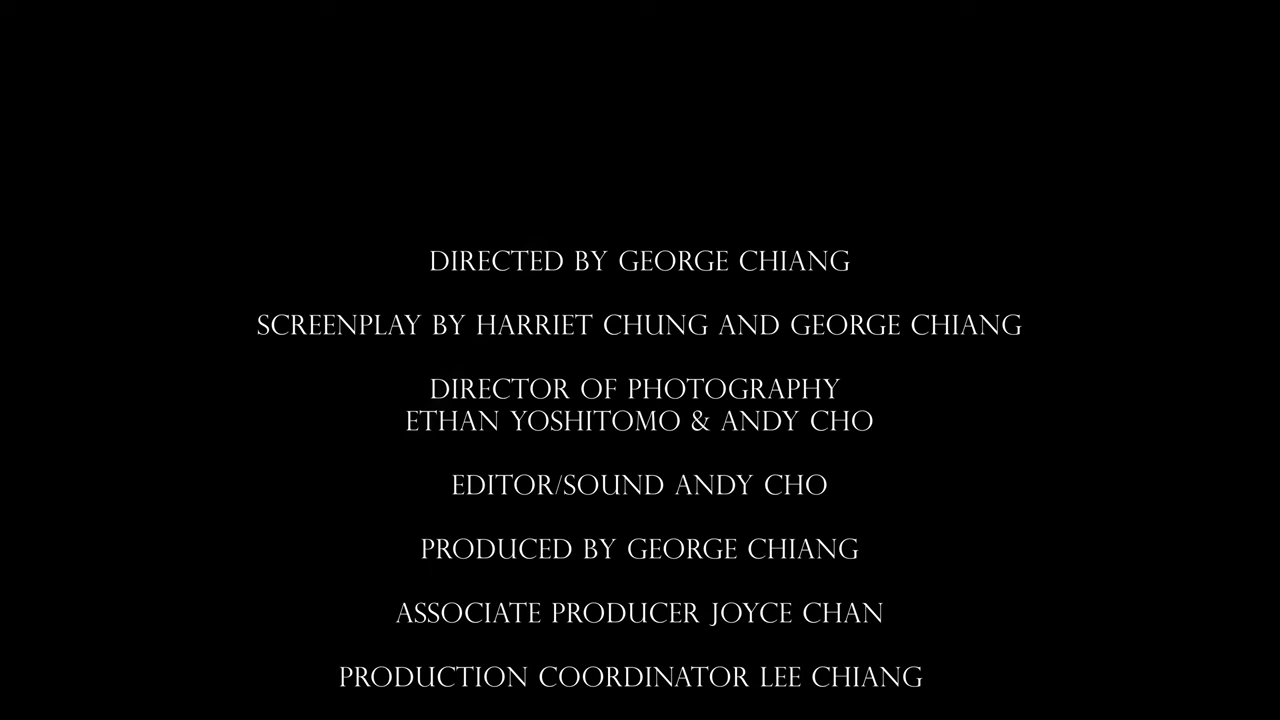 DIRECTED BY GEORGE CHIANG
SCREENPLAY BY HARRIET CHUNG AND GEORGE CHIANG
DIRECTOR OF PHOTOGRAPHY
ETHAN YOSHITOMO & ANDY CHO
EDITOR/SOUND ANDY CHO
PRODUCED BY GEORGE CHIANG
ASSOCIATE PRODUCER JOYCE CHAN
PRODUCTION COORDINATOR LEE CHIANG